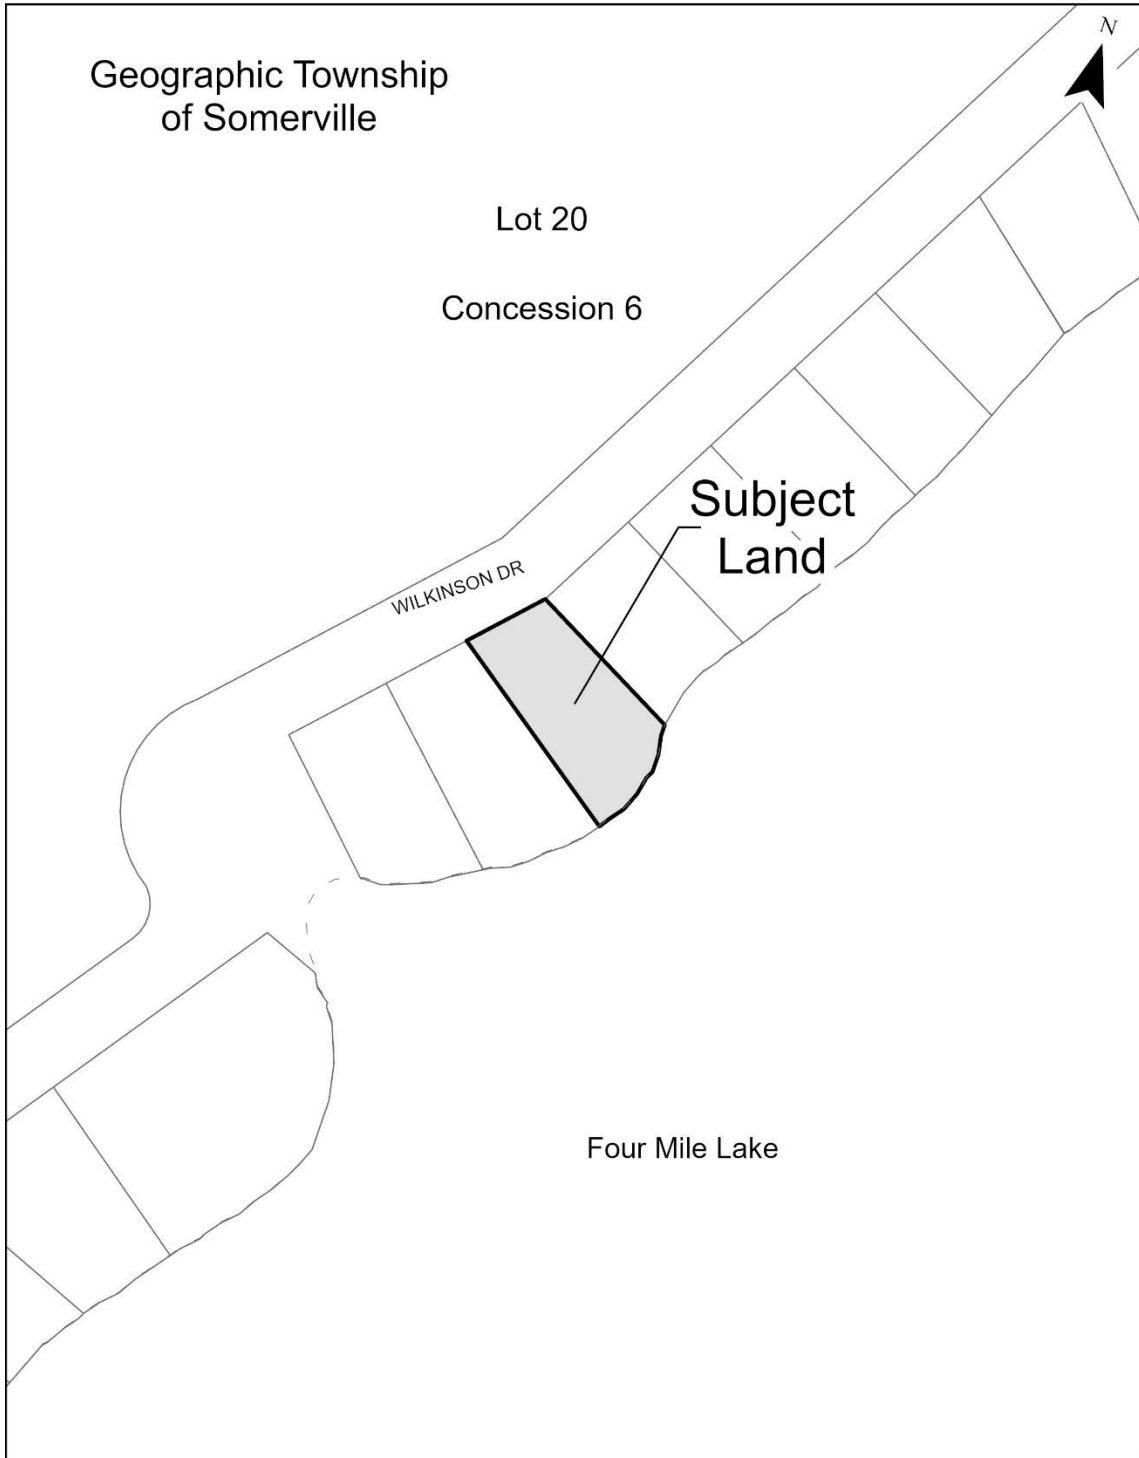 N
Geographic Township
of Somerville
Lot 20
Concession 6
Subject
Land
WILKINSON DR
Four Mile Lake